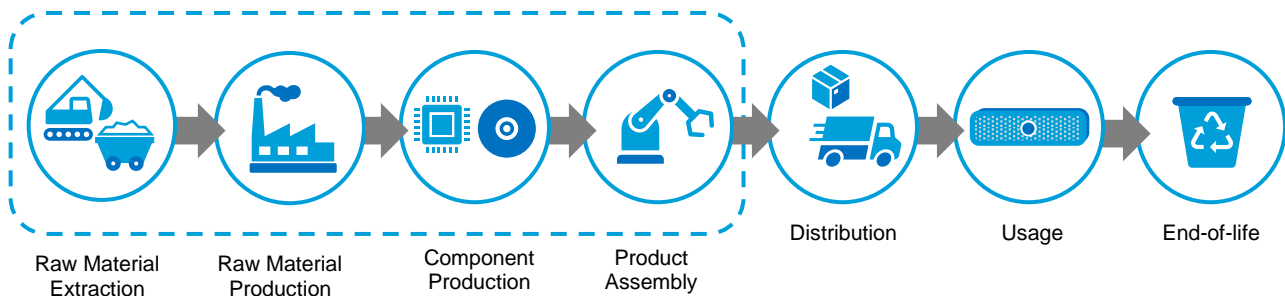 Raw Material
Extraction
Raw Material
Production
Component
Production
Product
Assembly
Distribution
Usage
End-of-life